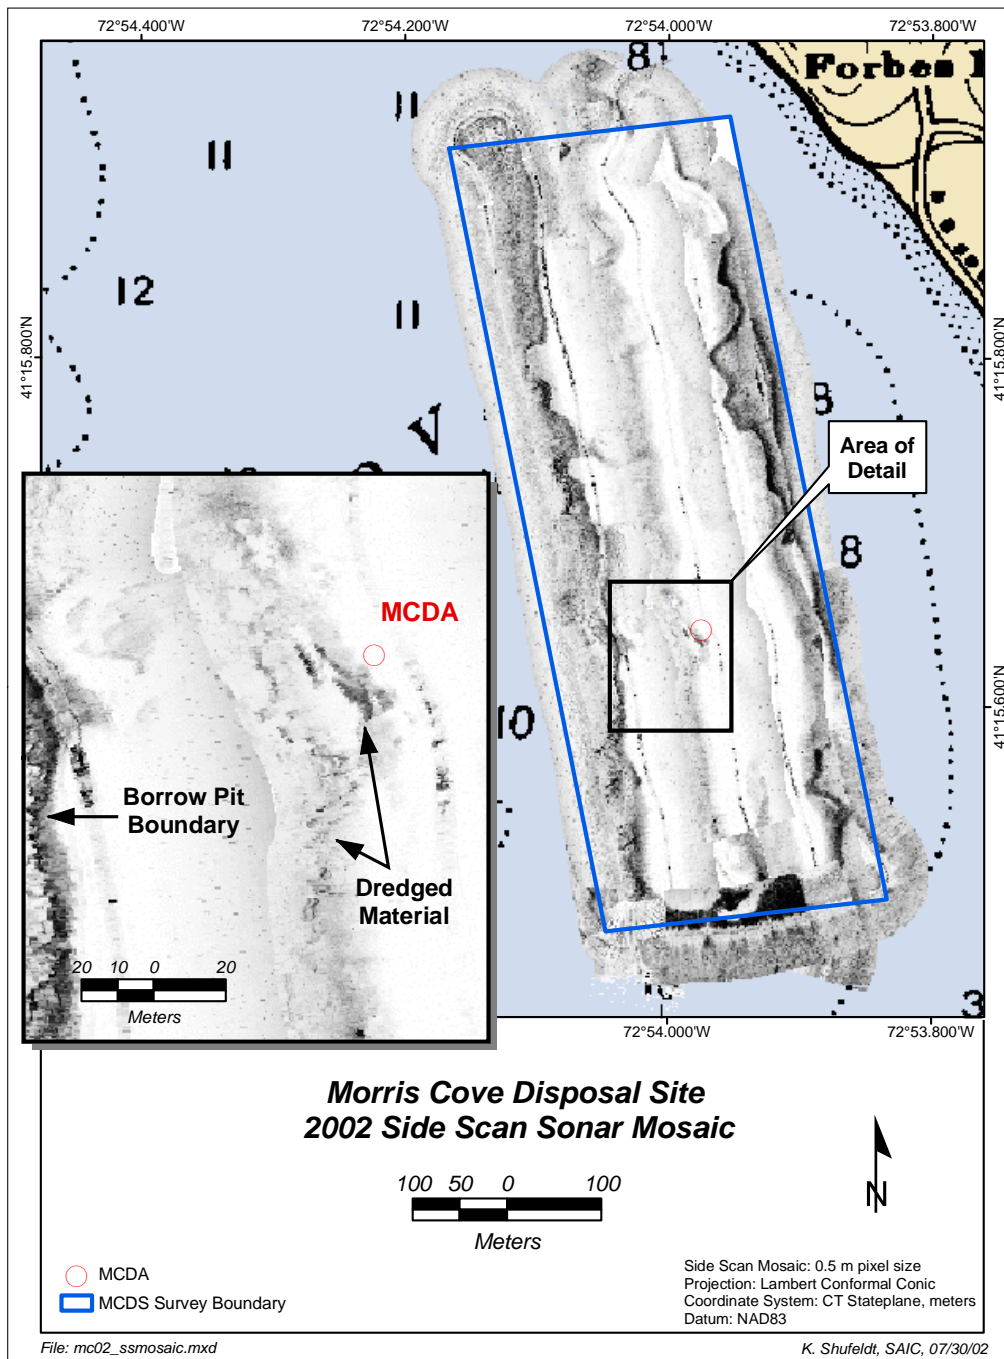 72°54.400'W
72°54.200'W
72°54.000'W
72°53.800'W
81
Forbes
11
11
12
11
41°15.800'N
41°15.800'N
8
Area of
Detail
8
MCDA
41°15.600'N
10
Borrow Pit
Boundary
Dredged
Material
20 10 0 20
Meters
3
72°54.000'W
72°53.800'W
Morris Cove Disposal Site
2002 Side Scan Sonar Mosaic
100 50 0 100
Meters
N
MCDA
MCDS Survey Boundary
Side Scan Mosaic: 0.5 m pixel size
Projection: Lambert Conformal Conic
Coordinate System: CT Stateplane, meters
Datum: NAD83
File: mc02_ssmosaic.mxd
K. Shufeldt, SAIC, 07/30/02